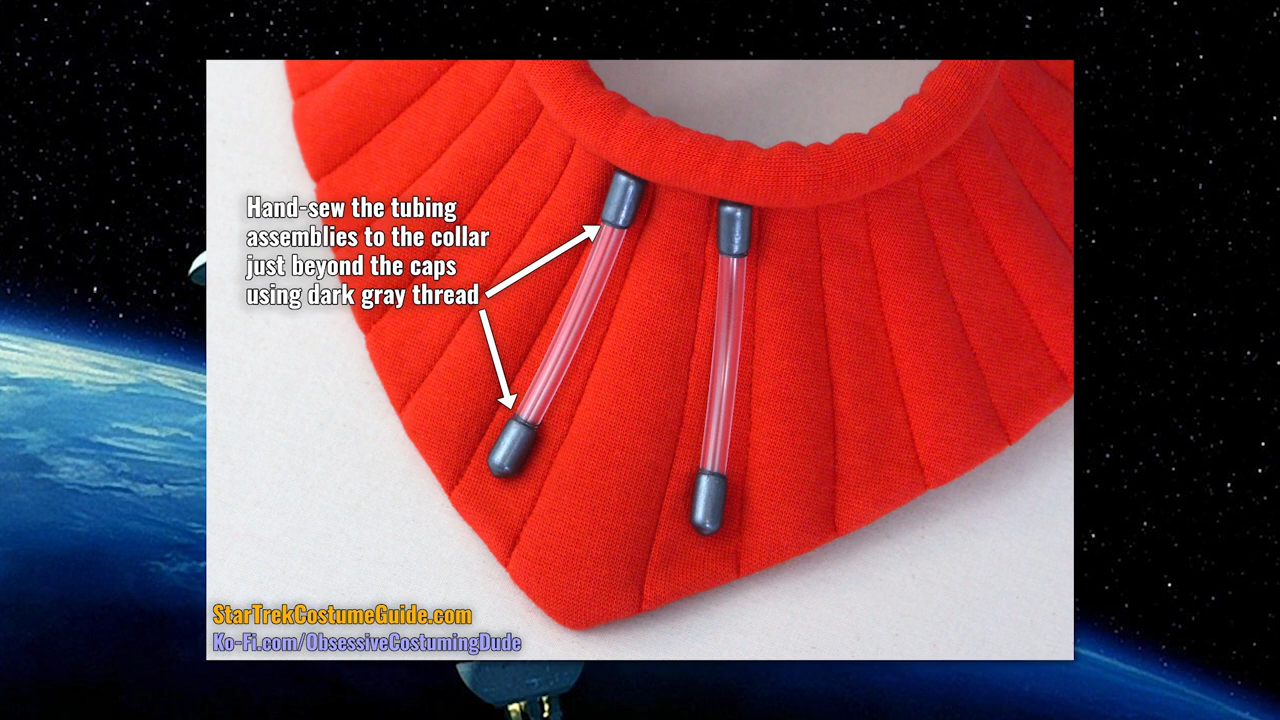 Hand-sew the tubing
assemblies to the collar
just beyond the caps
using dark gray thread
StarTrekCostumeGuide.com
Ko-Fi.com/ObsessiveCostumingDude